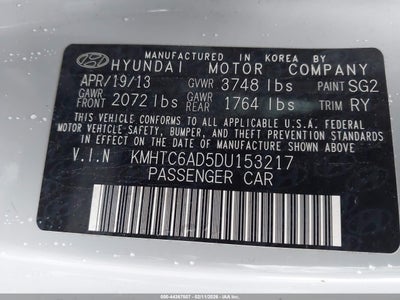 MANUFACTURED IN KOREA BY
HYUNDAI MOTOR COMPANY
APR/19/13 GVWR 3748 lbs PAINT SG2
GAWR FRONT 2072 lbs GAWR REAR 1764 lbs TRIM RY
THIS VEHICLE CONFORMS TO ALL APPLICABLE U.S.A. FEDERAL
MOTOR VEHICLE SAFETY, BUMPER, AND THEFT PREVENTION STANDARDS
IN EFFECT ON THE DATE OF MANUFACTURE SHOWN ABOVE.
V.I.N KMHTC6AD5DU153217
PASSENGER CAR